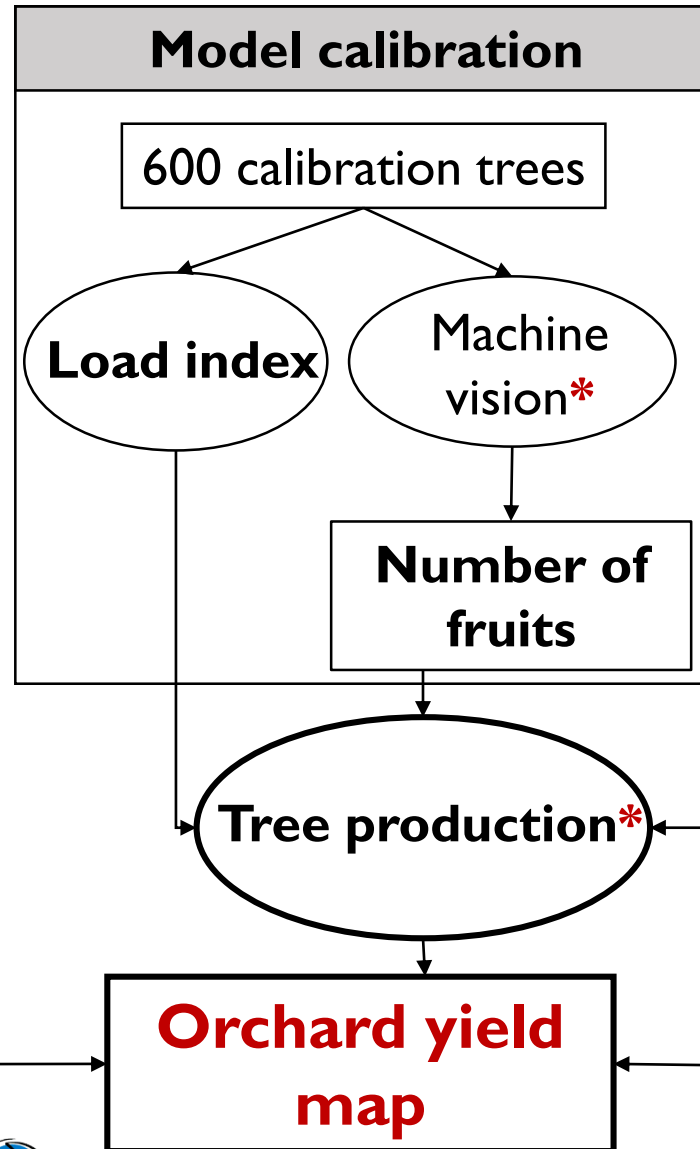 Model calibration
600 calibration trees
Load index
Machine
vision*
Number of
fruits
Tree production*
Orchard yield
map